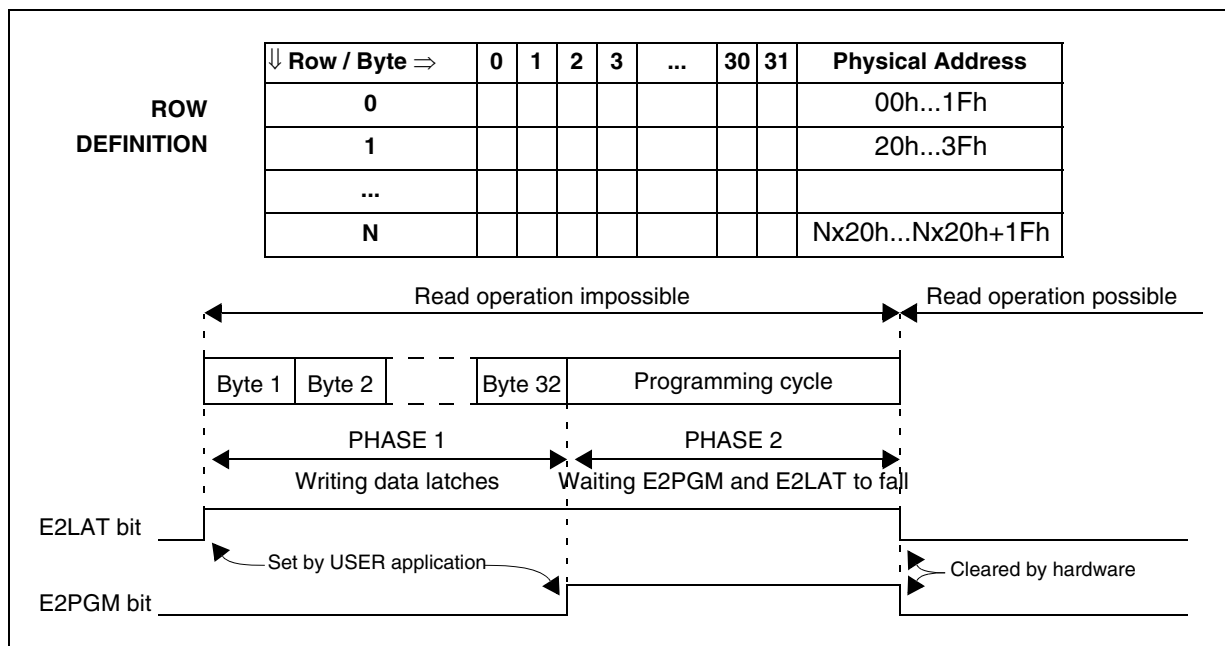 ⇓ Row / Byte ⇒ 0 1 2 3 ... 30 31 Physical Address
ROW
DEFINITION
0 00h...1Fh
1 20h...3Fh
...
N Nx20h...Nx20h+1Fh
Read operation impossible Read operation possible
Byte 1 Byte 2 Byte 32 Programming cycle
PHASE 1 PHASE 2
Writing data latches Waiting E2PGM and E2LAT to fall
E2LAT bit
Set by USER application Cleared by hardware
E2PGM bit